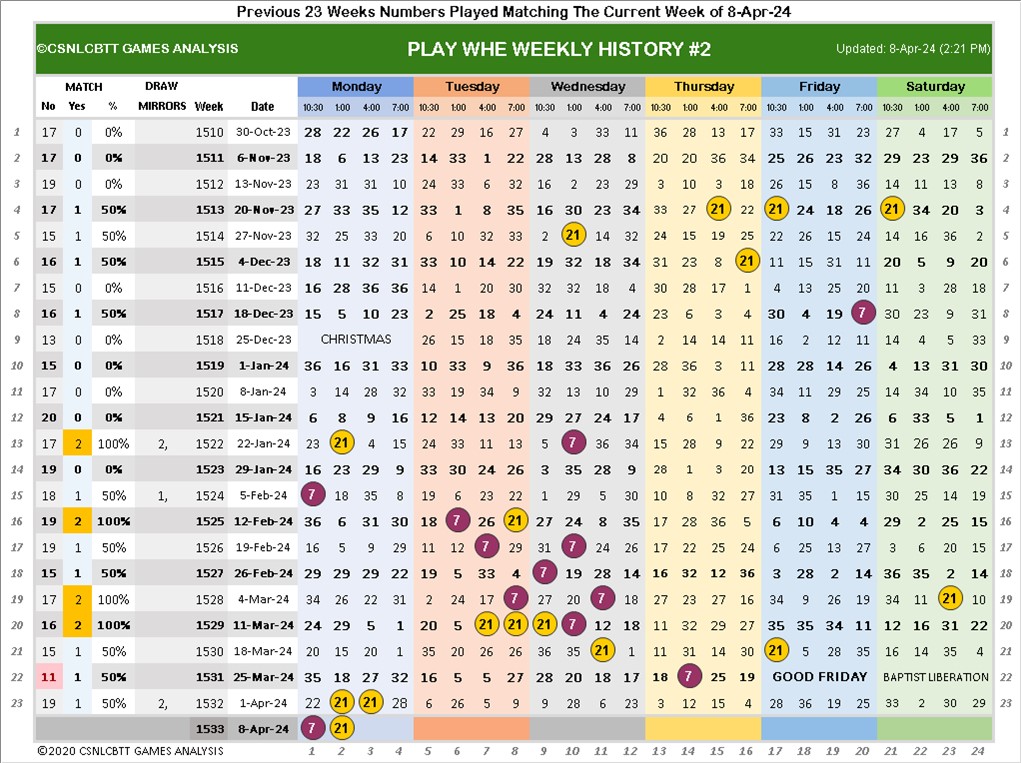 Previous 23 Weeks Numbers Played Matching The Current Week of 8-Apr-24
©CSNLCBTT GAMES ANALYSIS PLAY WHE WEEKLY HISTORY #2 Updated: 8-Apr-24 (2:21 PM)
MATCH DRAW Monday Tuesday Wednesday Thursday Friday Saturday
No Yes % MIRRORS Week Date 10:30 1:00 4:00 7:00 10:30 1:00 4:00 7:00 10:30 1:00 4:00 7:00 10:30 1:00 4:00 7:00 10:30 1:00 4:00 7:00 10:30 1:00 4:00 7:00
1 17 0 0% 1510 30-Oct-23 28 22 26 17 22 29 16 27 4 3 33 11 36 28 13 17 33 15 31 23 27 4 17 5 1
2 17 0 0% 1511 6-Nov-23 18 6 13 23 14 33 1 22 28 13 28 8 20 20 36 34 25 26 23 32 29 23 29 36 2
3 19 0 0% 1512 13-Nov-23 23 31 31 10 24 33 6 32 16 2 23 29 3 10 3 18 26 15 8 36 14 11 13 8 3
4 17 1 50% 1513 20-Nov-23 27 33 35 12 33 1 8 35 16 30 23 34 33 27 21 22 21 24 18 26 21 34 20 3 4
5 15 1 50% 1514 27-Nov-23 32 25 33 20 6 10 32 33 2 21 14 32 24 15 19 25 22 26 15 24 14 16 36 2 5
6 16 1 50% 1515 4-Dec-23 18 11 32 31 33 10 14 22 19 32 18 34 31 23 8 21 11 15 31 11 20 5 9 20 6
7 15 0 0% 1516 11-Dec-23 16 28 36 36 14 1 20 30 32 32 18 4 30 28 17 1 4 13 25 20 11 3 28 18 7
8 16 1 50% 1517 18-Dec-23 15 5 10 23 2 25 18 4 24 11 4 24 23 6 3 4 30 4 19 7 30 23 9 31 8
9 13 0 0% 1518 25-Dec-23 CHRISTMAS 26 15 18 35 18 24 35 14 2 14 14 11 16 2 12 11 14 4 5 33 9
10 15 0 0% 1519 1-Jan-24 36 16 31 33 10 33 9 36 18 33 36 26 28 36 3 11 28 28 14 26 4 13 31 30 10
11 17 0 0% 1520 8-Jan-24 3 14 28 32 33 19 34 9 32 13 10 29 1 32 36 4 34 11 29 25 14 34 10 35 11
12 20 0 0% 1521 15-Jan-24 6 8 9 16 12 14 13 20 29 27 24 17 4 6 1 36 23 8 2 26 6 33 5 1 12
13 17 2 100% 2, 1522 22-Jan-24 23 21 4 15 24 33 11 13 5 7 36 34 15 28 9 22 29 9 13 30 31 26 26 9 13
14 19 0 0% 1523 29-Jan-24 16 23 29 9 33 30 24 26 3 35 28 9 28 1 3 20 13 15 35 27 34 30 36 22 14
15 18 1 50% 1, 1524 5-Feb-24 7 18 35 8 19 6 23 22 1 29 5 30 10 8 32 27 31 35 1 15 30 25 14 19 15
16 19 2 100% 1525 12-Feb-24 36 6 31 30 18 7 26 21 27 24 8 35 17 28 36 5 6 10 4 4 29 2 25 15 16
17 19 1 50% 1526 19-Feb-24 16 5 9 29 11 12 7 29 31 7 24 26 17 22 25 24 6 25 13 27 3 6 20 15 17
18 15 1 50% 1527 26-Feb-24 29 29 29 22 19 5 33 4 7 19 28 14 16 32 12 36 3 28 2 14 36 35 2 14 18
19 17 2 100% 1528 4-Mar-24 34 26 22 31 2 24 17 7 27 20 7 18 27 23 27 16 34 9 26 19 34 11 21 10 19
20 16 2 100% 1529 11-Mar-24 24 29 5 1 20 5 21 21 21 7 12 18 11 32 29 27 35 35 34 11 12 16 31 22 20
21 15 1 50% 1530 18-Mar-24 20 15 20 1 35 20 26 26 36 35 21 1 11 31 14 30 21 5 28 35 16 14 35 4 21
22 11 1 50% 1531 25-Mar-24 35 18 27 32 16 5 5 27 28 20 18 17 18 7 25 19 GOOD FRIDAY BAPTIST LIBERATION 22
23 19 1 50% 2, 1532 1-Apr-24 22 21 21 28 6 26 5 9 9 28 6 23 3 12 15 4 28 36 19 25 33 2 30 29 23
1533 8-Apr-24 7 21
©2020 CSNLCBTT GAMES ANALYSIS 1 2 3 4 5 6 7 8 9 10 11 12 13 14 15 16 17 18 19 20 21 22 23 24